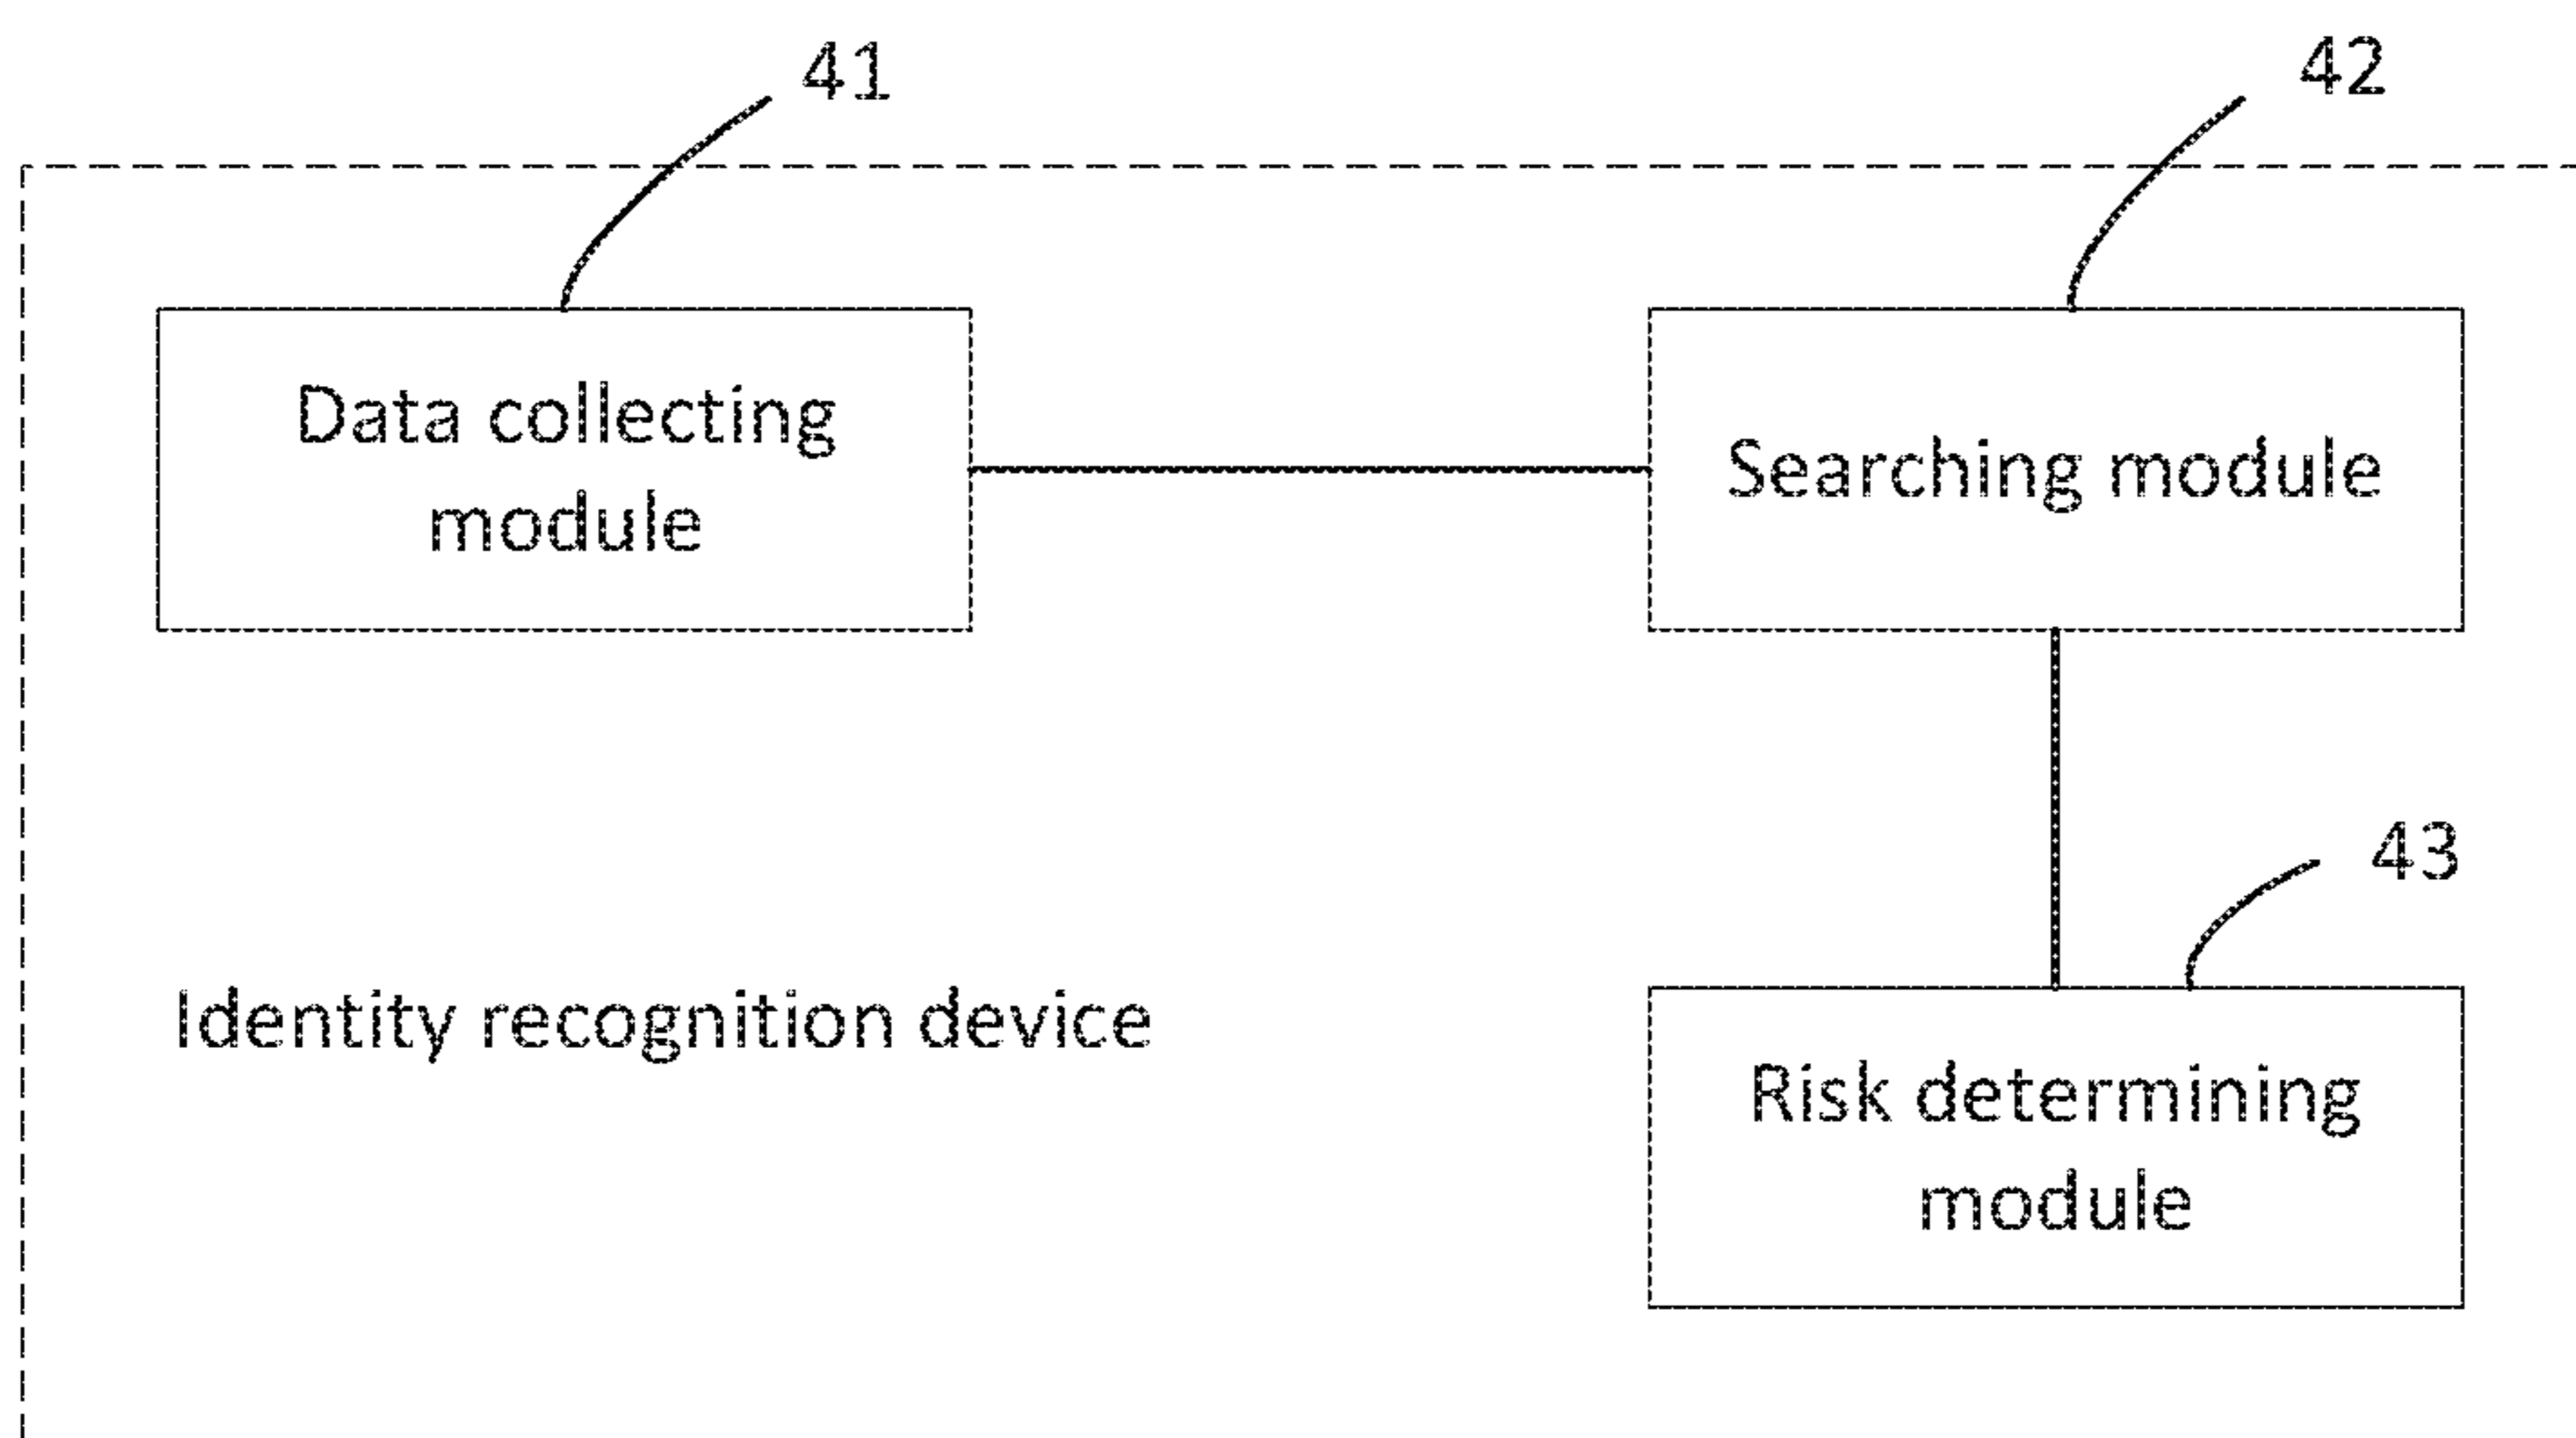 41
42
Data collecting
module
Searching module
43
Identity recognition device
Risk determining
module